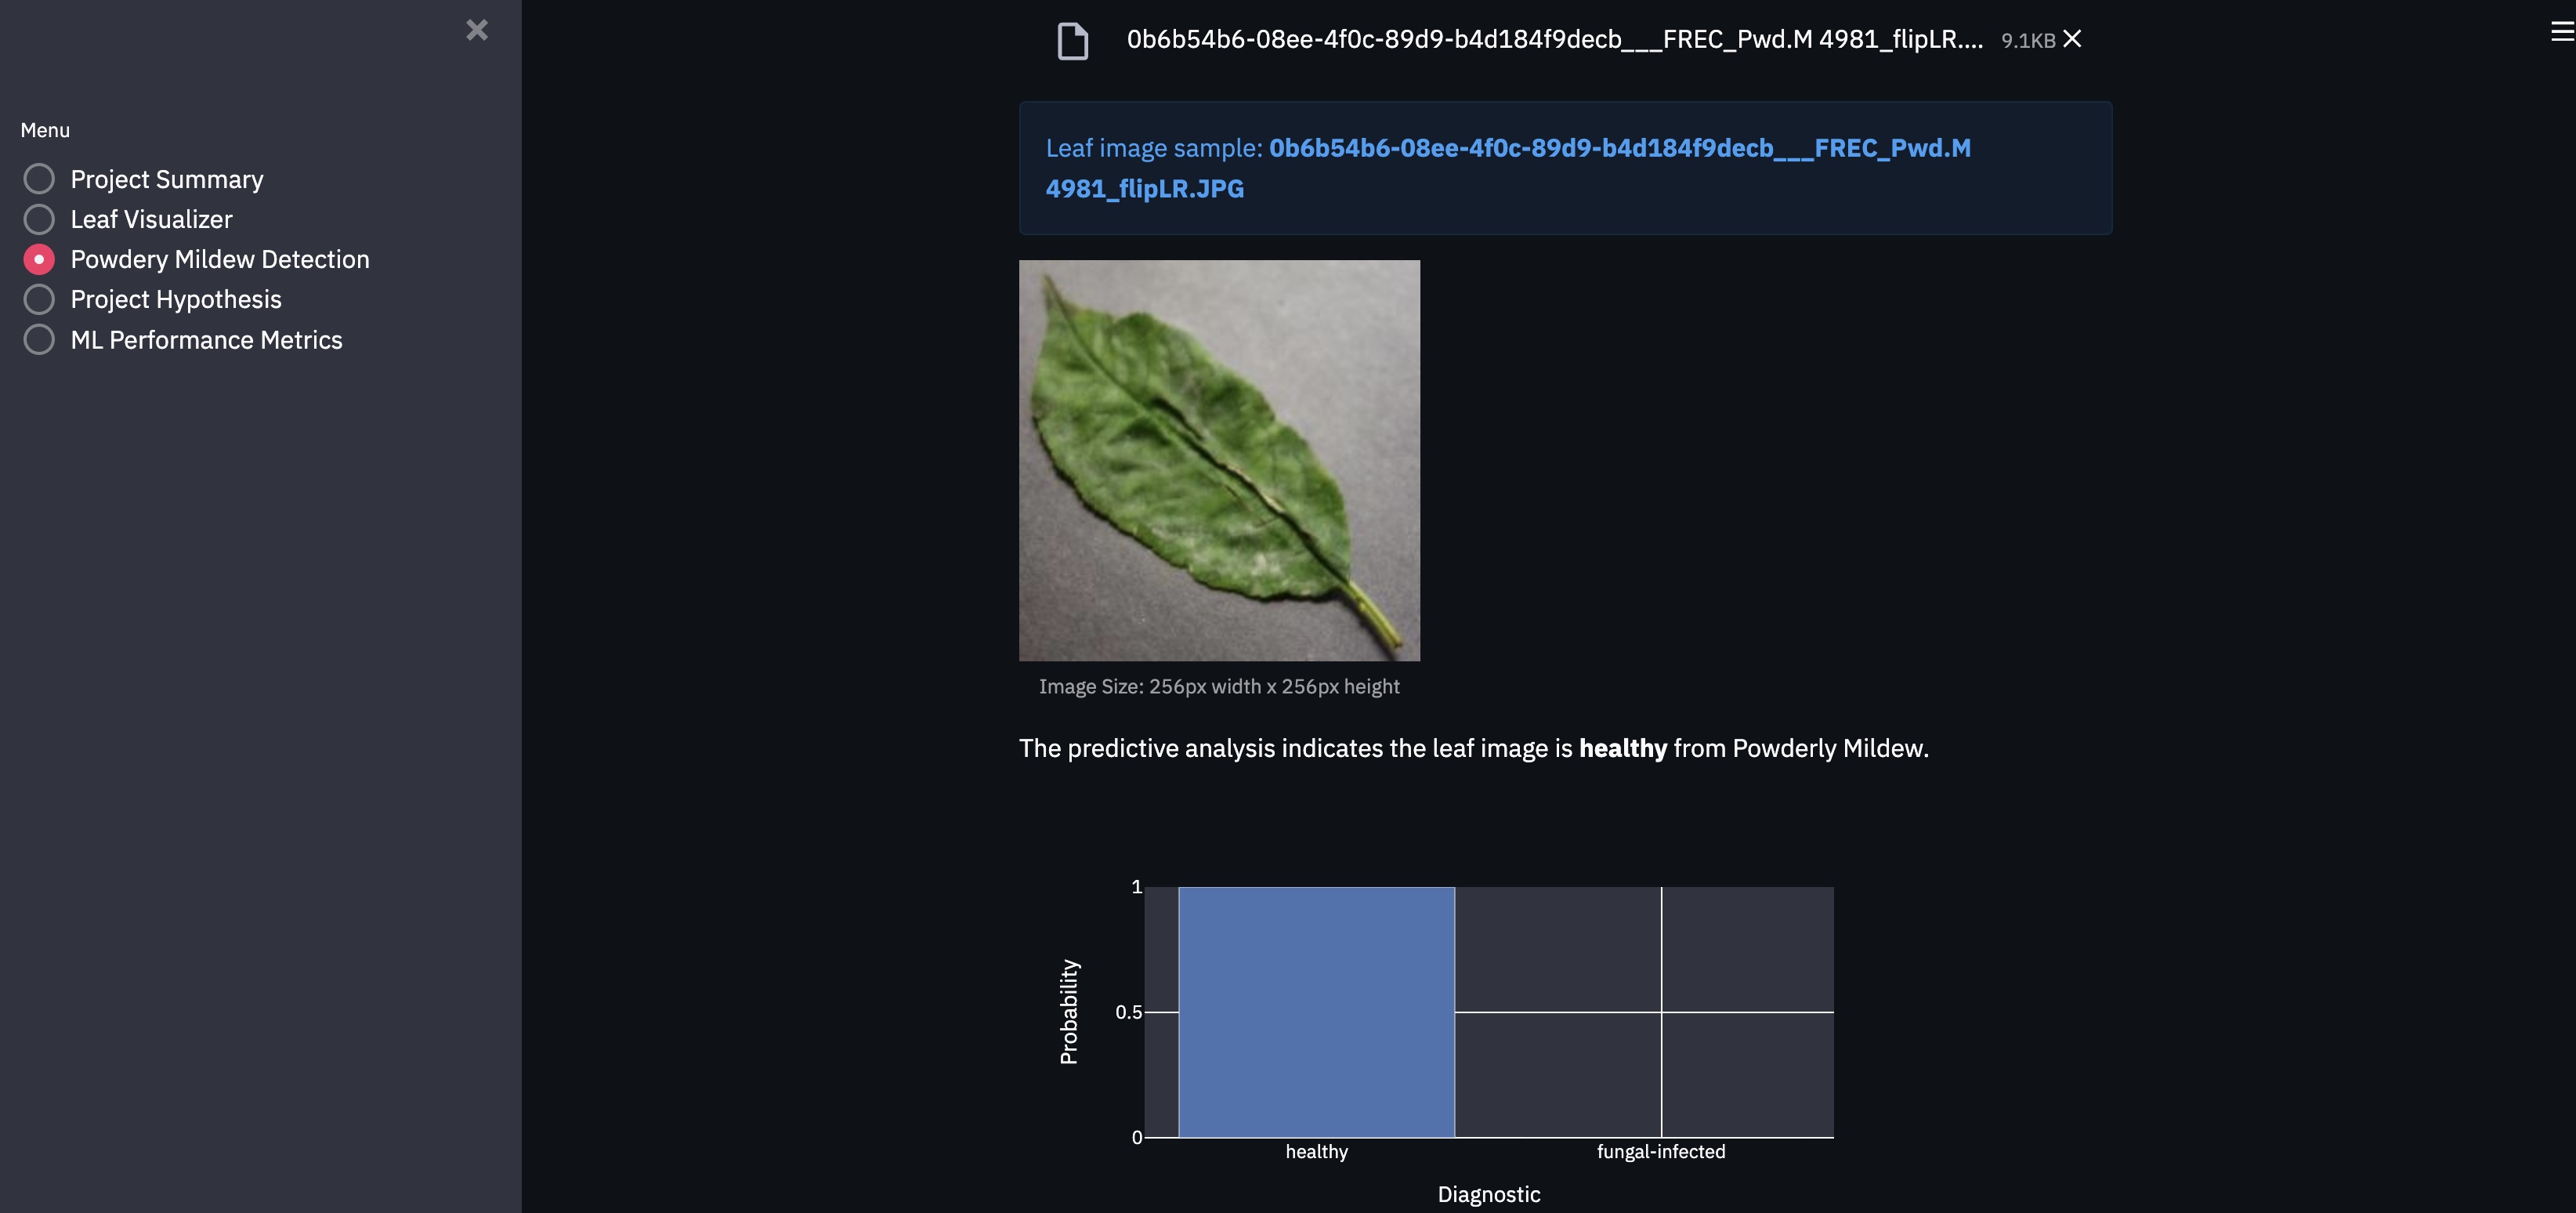 0b6b54b6-08ee-4f0c-89d9-b4d184f9decb___FREC_Pwd.M 4981_flipLR.... 9.1KB
Menu
Project Summary
Leaf Visualizer
Powdery Mildew Detection
Project Hypothesis
ML Performance Metrics
Leaf image sample: 0b6b54b6-08ee-4f0c-89d9-b4d184f9decb___FREC_Pwd.M
4981_flipLR.JPG
Image Size: 256px width x 256px height
The predictive analysis indicates the leaf image is healthy from Powderly Mildew.
1
0.5
0
Probability
healthy fungal-infected
Diagnostic